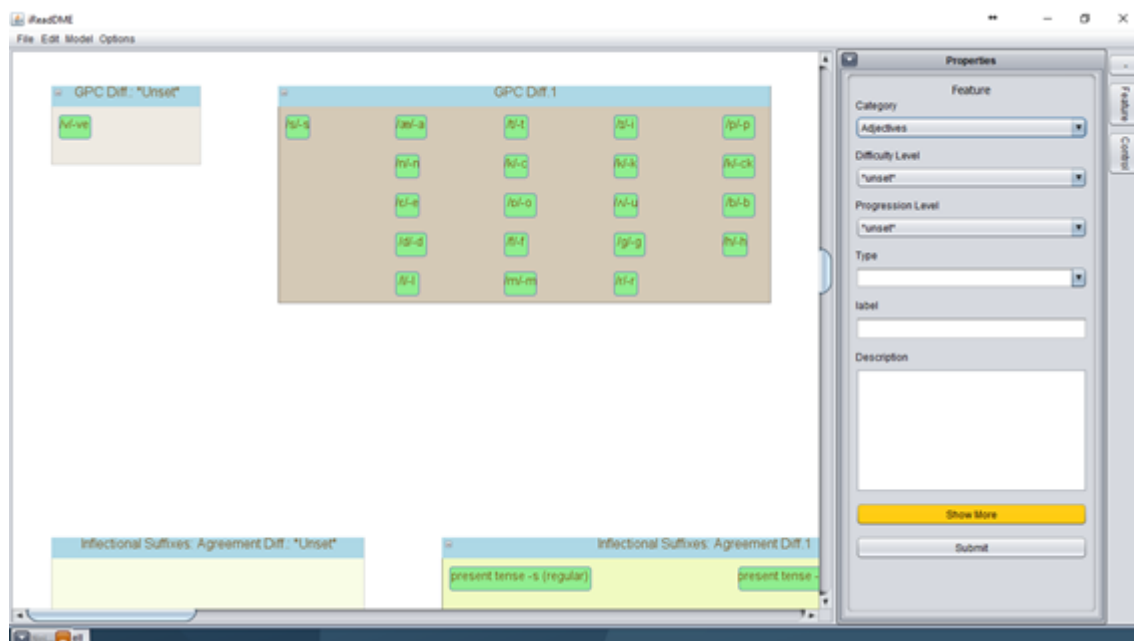 iReadDME
File Edit Model Options
GPC Diff.: "Unset"
/v/-ve
GPC Diff.1
/s/-s /æ/-a /t/-t /ɪ/-i /p/-p
/n/-n /k/-c /k/-k /k/-ck
/ɛ/-e /ɒ/-o /ʌ/-u /b/-b
/d/-d /f/-f /g/-g /h/-h
/l/-l /m/-m /r/-r
Inflectional Suffixes: Agreement Diff.: "Unset"
Inflectional Suffixes: Agreement Diff.1
present tense -s (regular) present tense -
Properties
Feature
Category
Adjectives
Difficulty Level
"unset"
Progression Level
"unset"
Type
label
Description
Show More
Submit
Feature
Control